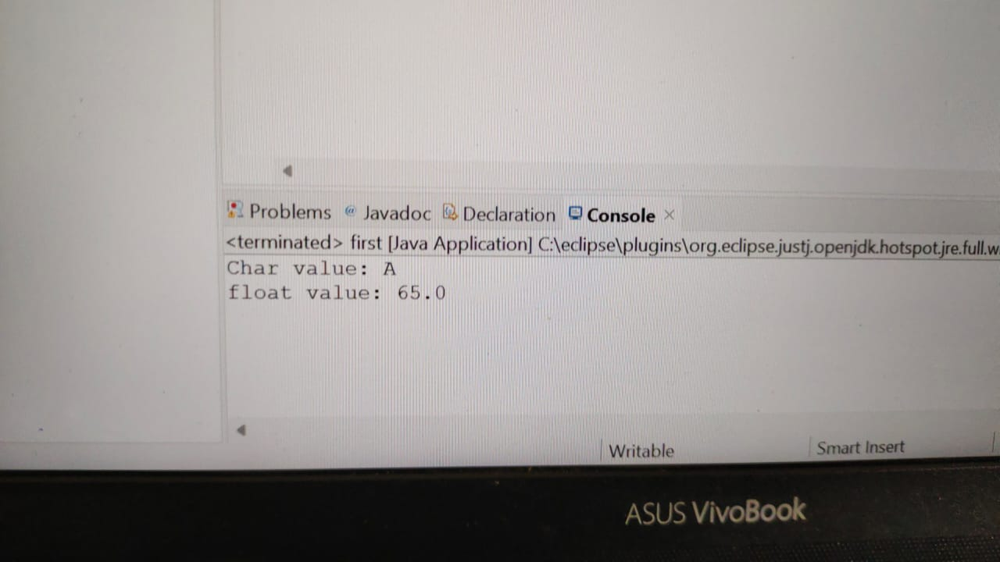 Problems @ Javadoc Declaration Console ×
<terminated> first [Java Application] C:\eclipse\plugins\org.eclipse.justj.openjdk.hotspot.jre.full.w
Char value: A
float value: 65.0
Writable Smart Insert
ASUS VivoBook